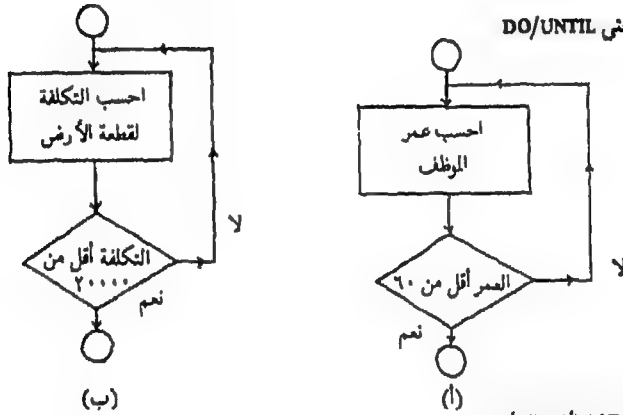 DO/UNTIL
احسب عمر
الموظف
العمر أقل من ٦٠
لا
نعم
(أ)
احسب التكلفة
لقطعة الأرض
التكلفة أقل من
٢٠٠٠٠
لا
نعم
(ب)